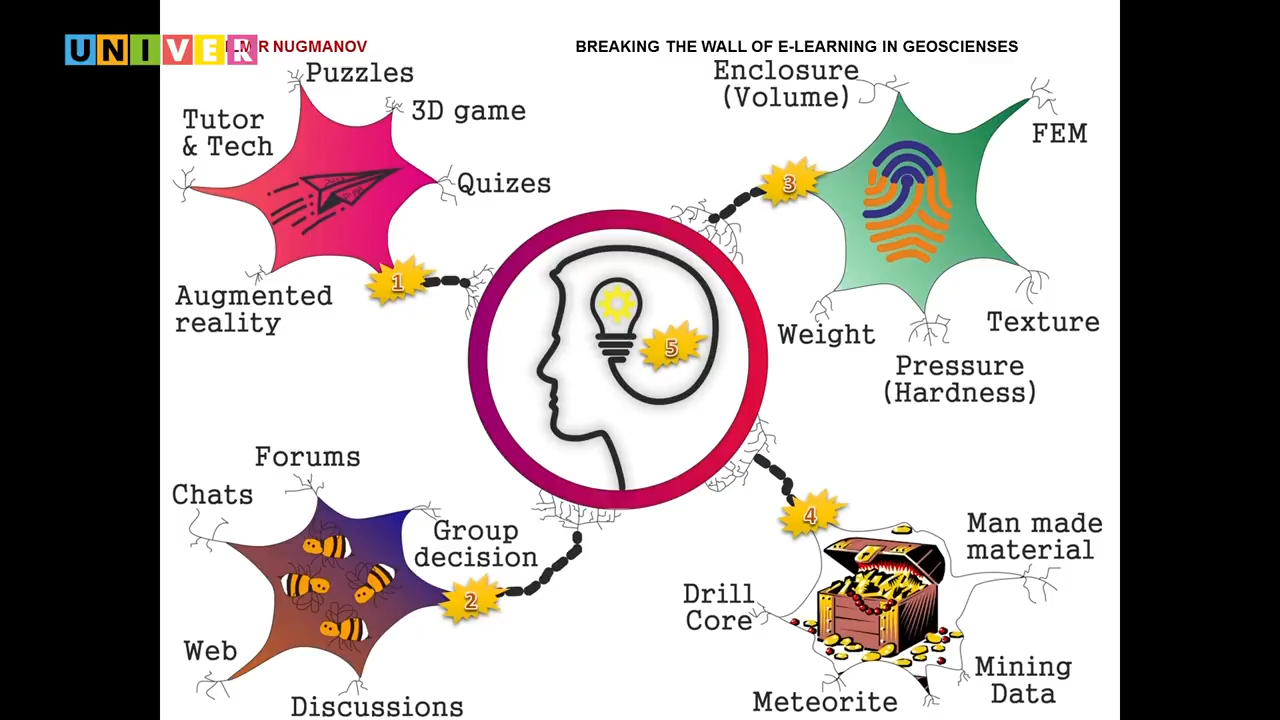 UNIVER
NUGMANOV
BREAKING THE WALL OF E-LEARNING IN GEOSCIENSES
Puzzles
3D game
Tutor
& Tech
Quizes
1
Augmented
reality
Enclosure
(Volume)
FEM
3
Weight
Texture
Pressure
(Hardness)
5
Forums
Chats
Group
decision
2
Web
Discussions
4
Man made
material
Drill
Core
Mining
Data
Meteorite